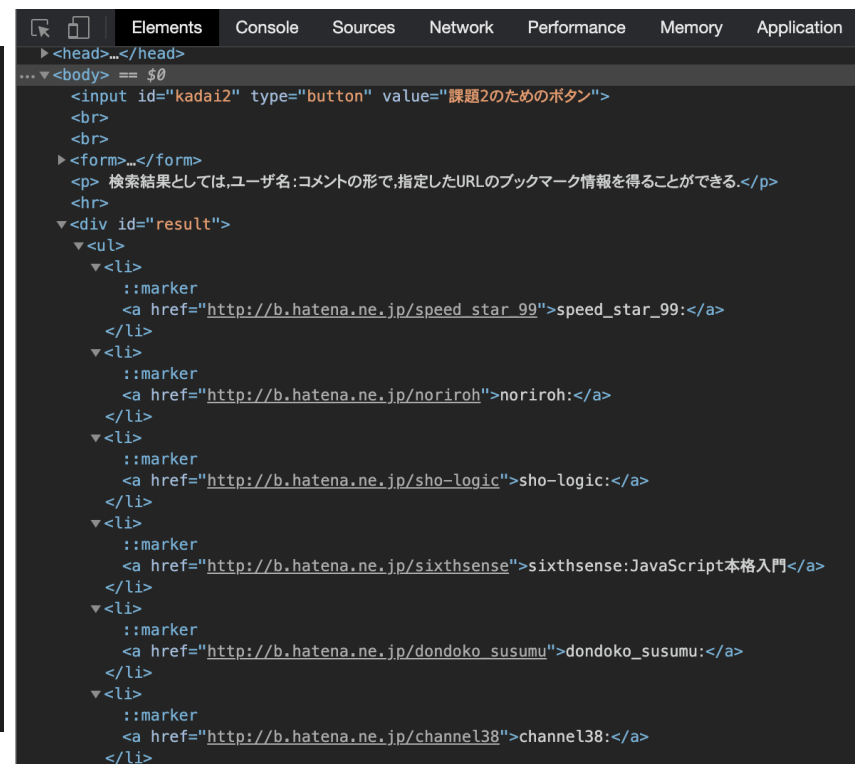 Elements Console Sources Network Performance Memory Application
<head>…</head>
… <body> == $0
<input id="kadai2" type="button" value="課題2のためのボタン">
<br>
<br>
<form>…</form>
<p> 検索結果としては,ユーザ名:コメントの形で,指定したURLのブックマーク情報を得ることができる.</p>
<hr>
<div id="result">
<ul>
<li>
::marker
<a href="http://b.hatena.ne.jp/speed_star_99">speed_star_99:</a>
</li>
<li>
::marker
<a href="http://b.hatena.ne.jp/noriroh">noriroh:</a>
</li>
<li>
::marker
<a href="http://b.hatena.ne.jp/sho-logic">sho-logic:</a>
</li>
<li>
::marker
<a href="http://b.hatena.ne.jp/sixthsense">sixthsense:JavaScript本格入門</a>
</li>
<li>
::marker
<a href="http://b.hatena.ne.jp/dondoko_susumu">dondoko_susumu:</a>
</li>
<li>
::marker
<a href="http://b.hatena.ne.jp/channel38">channel38:</a>
</li>